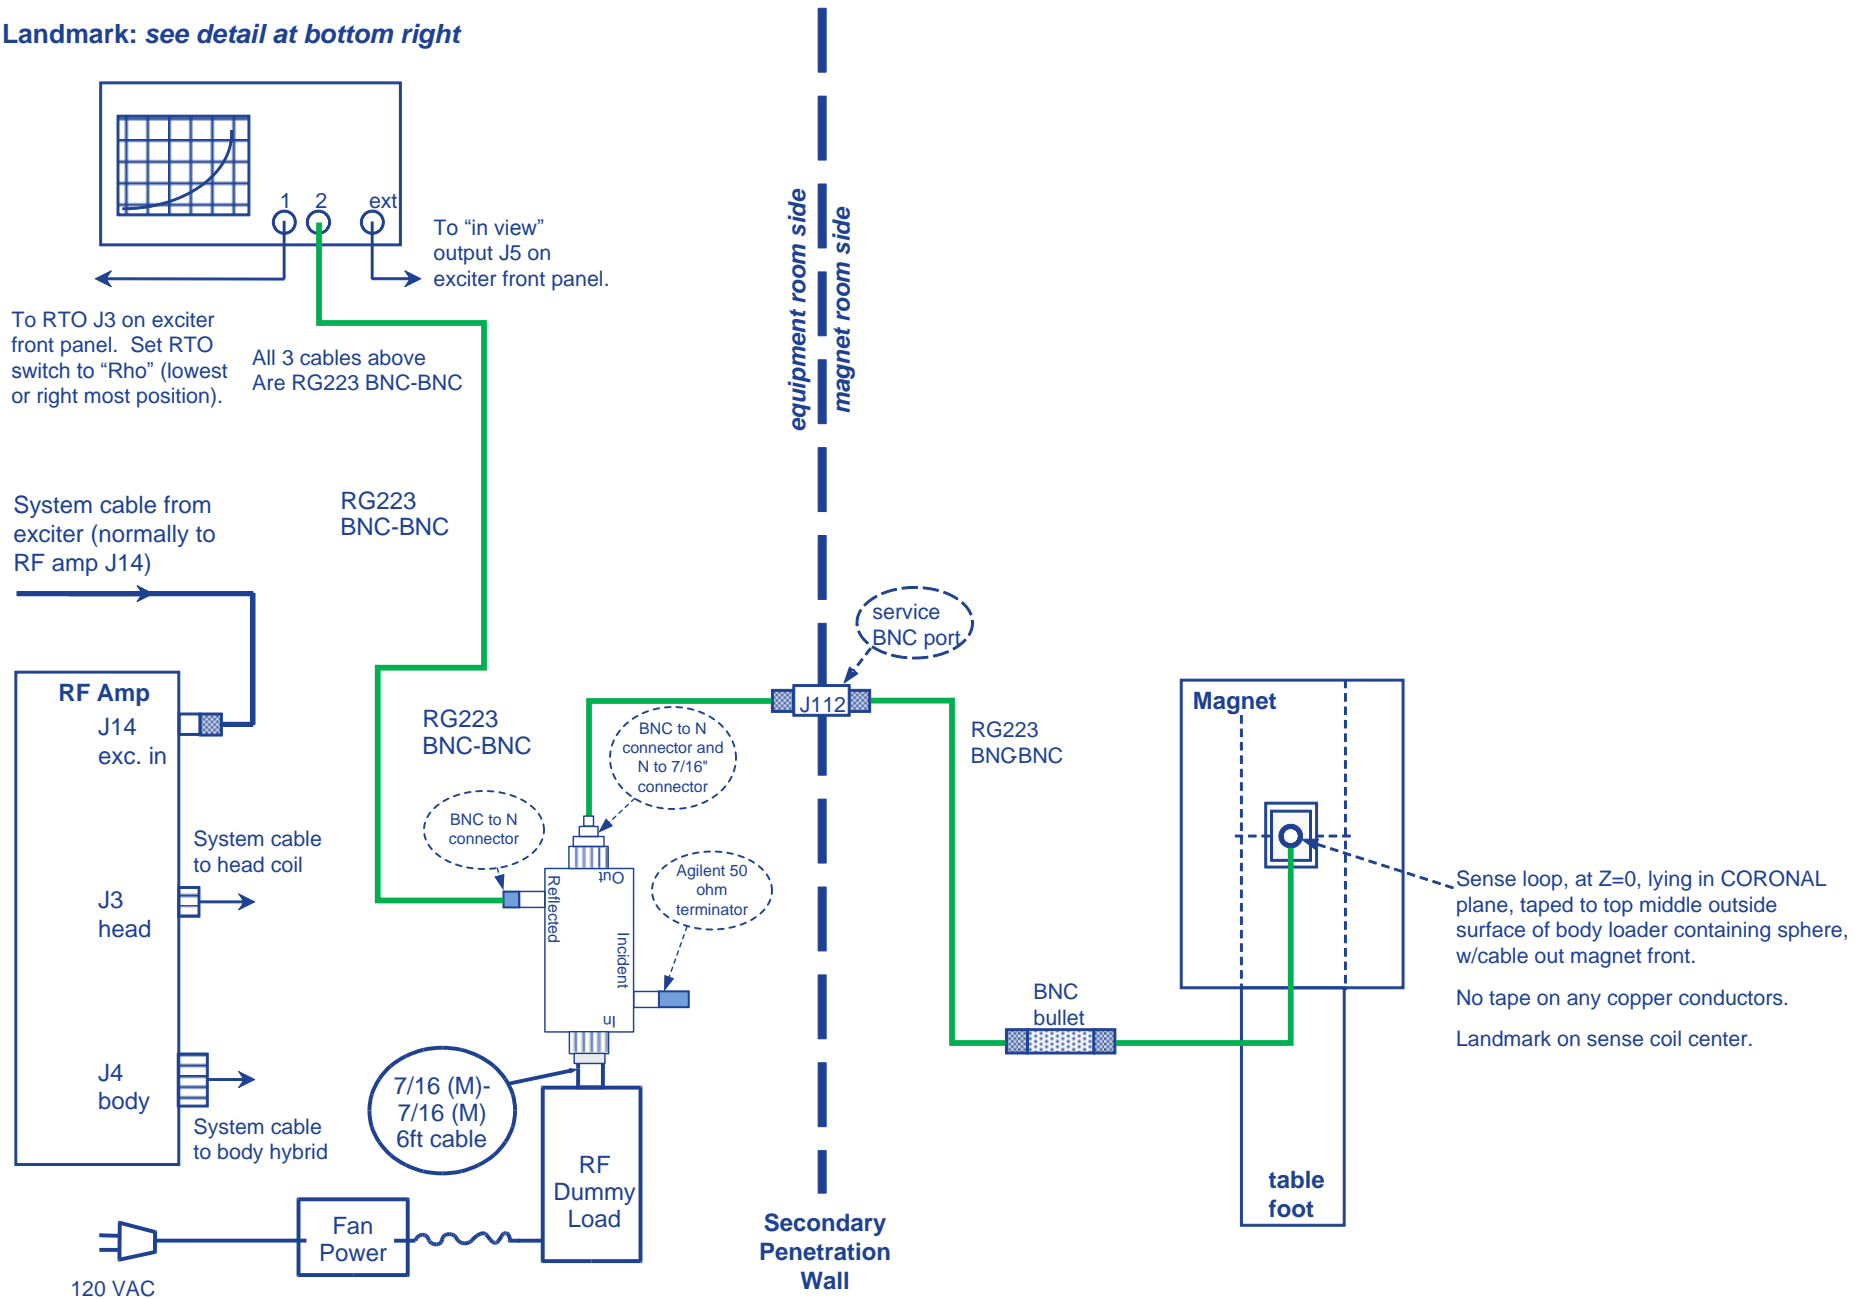 Landmark: see detail at bottom right
1
2
ext
To “in view”
output J5 on
exciter front panel.
To RTO J3 on exciter
front panel.  Set RTO
switch to “Rho” (lowest
or right most position).
All 3 cables above
Are RG223 BNC-BNC
equipment room side
magnet room side
System cable from
exciter (normally to
RF amp J14)
RG223
BNC-BNC
service
BNC port
RF Amp
J14
exc. in
RG223
BNC-BNC
BNC to N
connector and
N to 7/16"
connector
J112
RG223
BNC-BNC
Magnet
System cable
to head coil
BNC to N
connector
Out
Reflected
Agilent 50
ohm
terminator
J3
head
Incident
In
Sense loop, at Z=0, lying in CORONAL
plane, taped to top middle outside
surface of body loader containing sphere,
w/cable out magnet front.
No tape on any copper conductors.
Landmark on sense coil center.
BNC
bullet
J4
body
System cable
to body hybrid
7/16 (M)-
7/16 (M)
6ft cable
RF
Dummy
Load
table
foot
Fan
Power
120 VAC
Secondary
Penetration
Wall